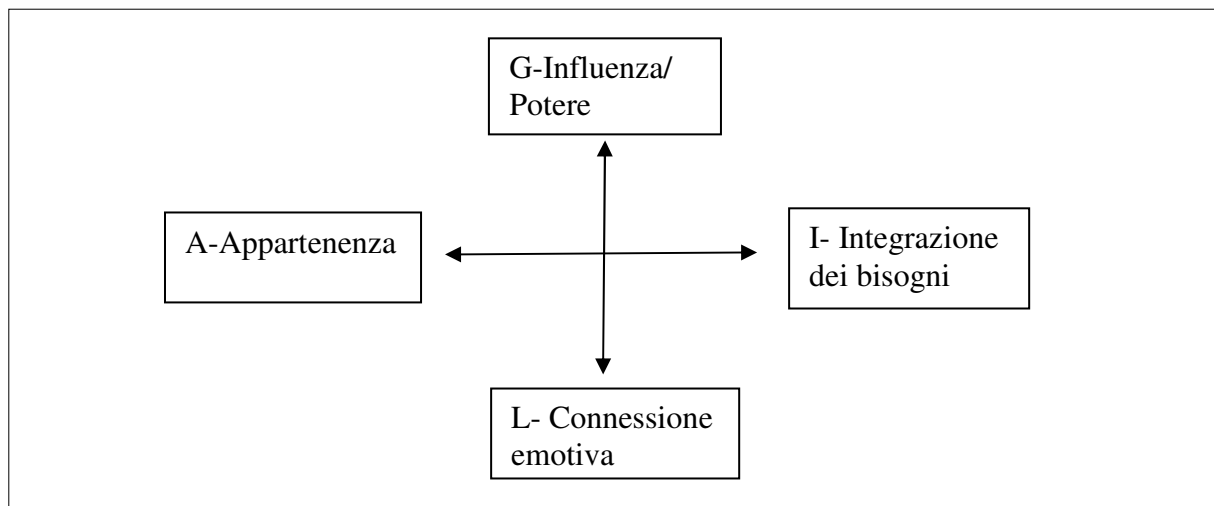 G-Influenza/
Potere
A-Appartenenza
I- Integrazione
dei bisogni
L- Connessione
emotiva